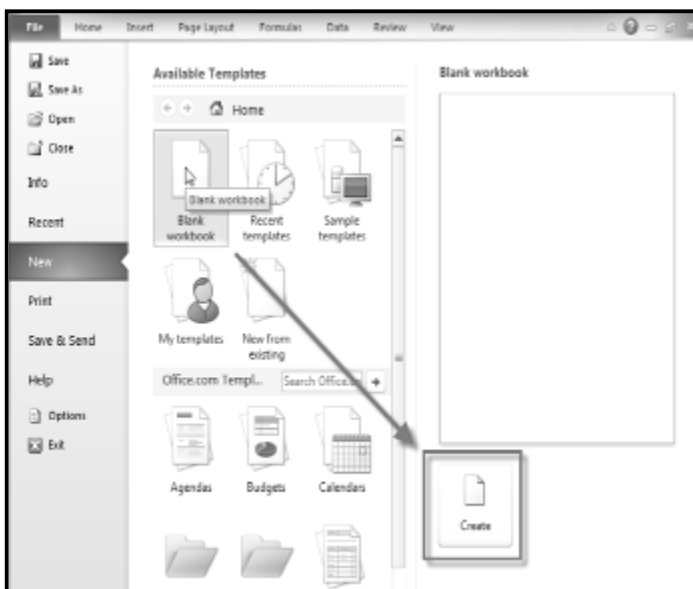 File Home Insert Page Layout Formulas Data Review View
Save
Save As
Open
Close
Info
Recent
New
Print
Save & Send
Help
Options
Exit
Available Templates
Home
Blank workbook
Blank
workbook
Recent
templates
Sample
templates
My templates
New from
existing
Office.com Templ...
Search Office.
Agendas
Budgets
Calendars
Blank workbook
Create